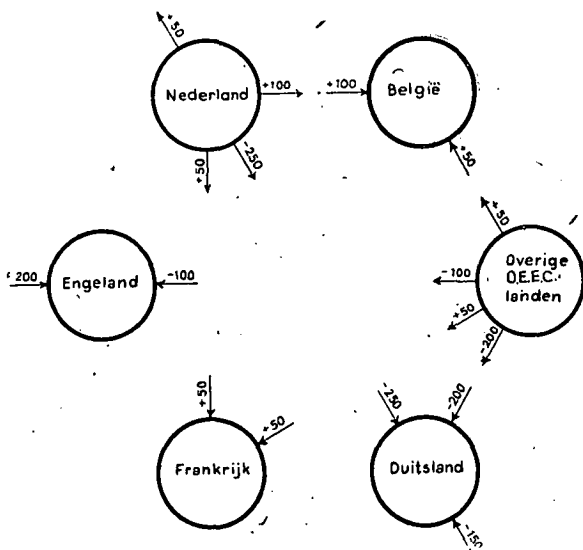 +50
Nederland
+100
+100
België
+50
-250
+50
+50
200
Engeland
-100
-100
Overige
O.E.E.C.
landen
+50
-200
+50
+50
Frankrijk
-250
-200
Duitsland
-150